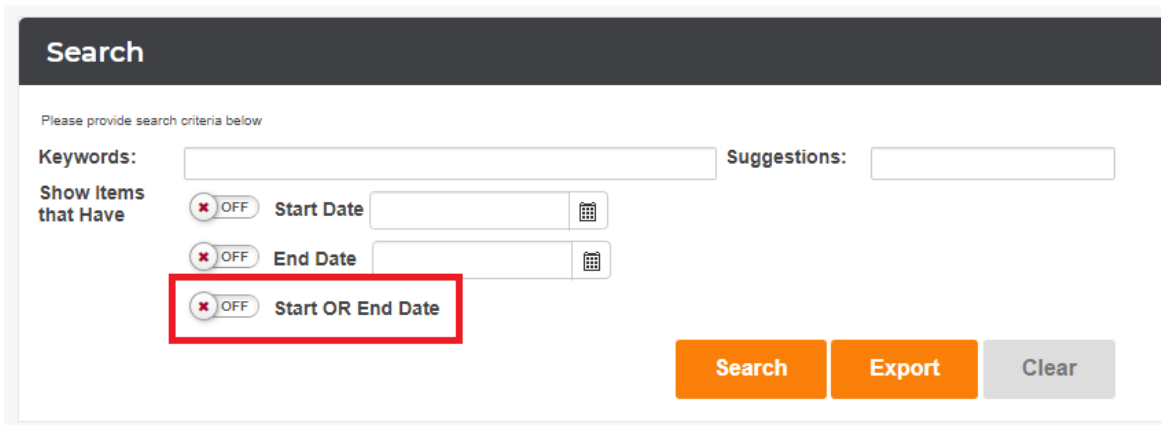 Search
Please provide search criteria below
Keywords:
Suggestions:
Show Items
that Have
OFF Start Date
OFF End Date
OFF Start OR End Date
Search
Export
Clear